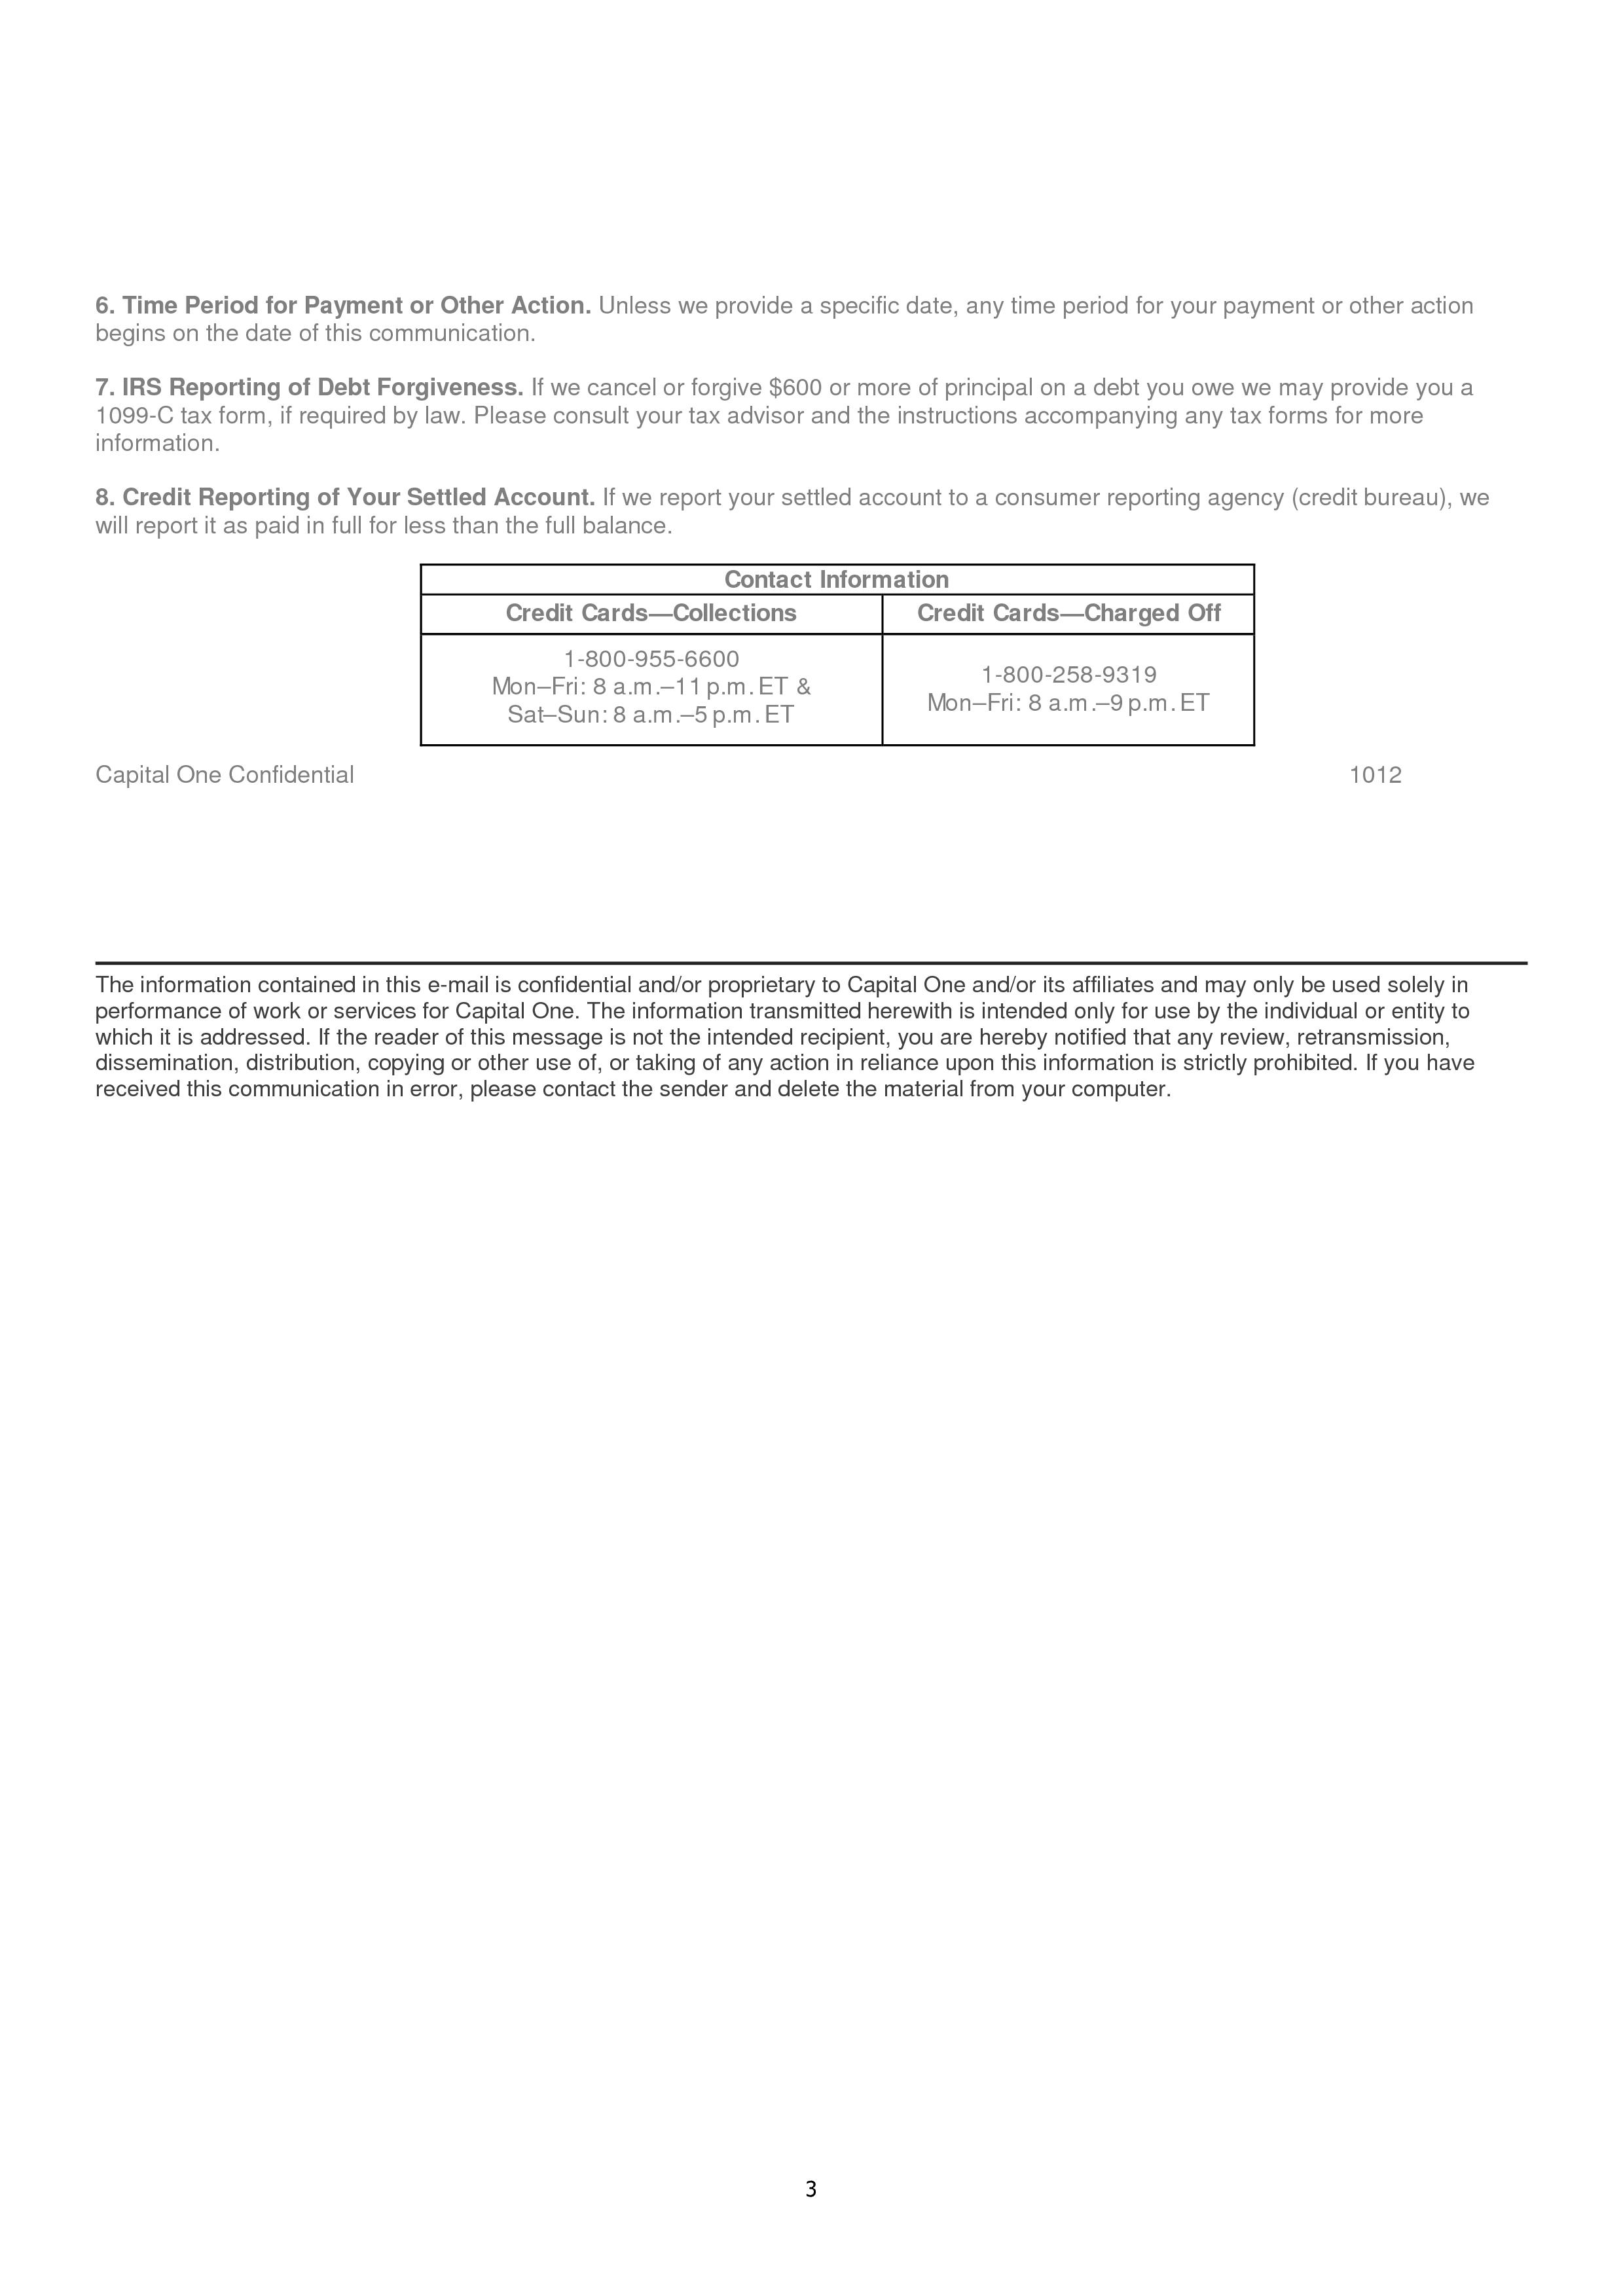 6. Time Period for Payment or Other Action. Unless we provide a specific date, any time period for your payment or other action
begins on the date of this communication.
7. IRS Reporting of Debt Forgiveness. If we cancel or forgive $600 or more of principal on a debt you owe we may provide you a
1099-C tax form, if required by law. Please consult your tax advisor and the instructions accompanying any tax forms for more
information.
8. Credit Reporting of Your Settled Account. If we report your settled account to a consumer reporting agency (credit bureau), we
will report it as paid in full for less than the full balance.
Contact Information
Credit Cards—Collections Credit Cards—Charged Off
1-800-955-6600
Mon–Fri: 8 a.m.–11 p.m. ET &
Sat–Sun: 8 a.m.–5 p.m. ET
1-800-258-9319
Mon–Fri: 8 a.m.–9 p.m. ET
Capital One Confidential 1012
The information contained in this e-mail is confidential and/or proprietary to Capital One and/or its affiliates and may only be used solely in
performance of work or services for Capital One. The information transmitted herewith is intended only for use by the individual or entity to
which it is addressed. If the reader of this message is not the intended recipient, you are hereby notified that any review, retransmission,
dissemination, distribution, copying or other use of, or taking of any action in reliance upon this information is strictly prohibited. If you have
received this communication in error, please contact the sender and delete the material from your computer.
3